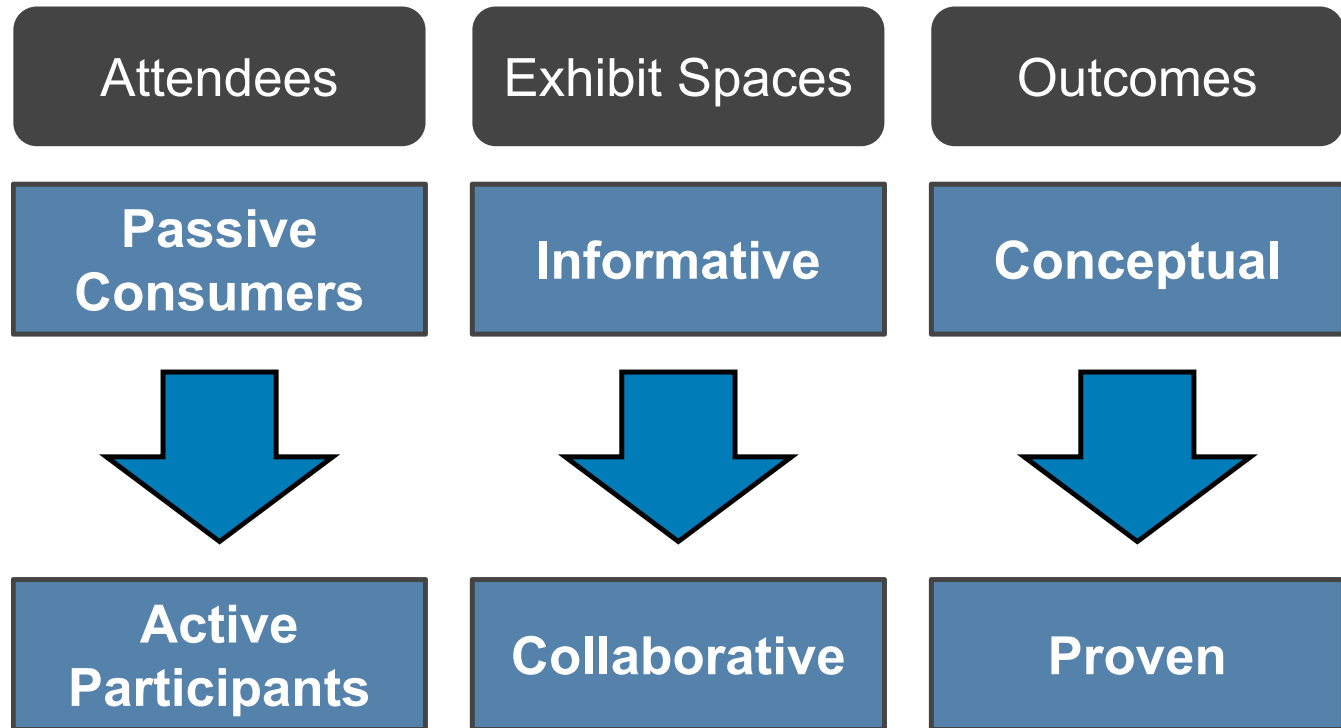 Attendees
Exhibit Spaces
Outcomes
Passive
Consumers
Informative
Conceptual
Active
Participants
Collaborative
Proven